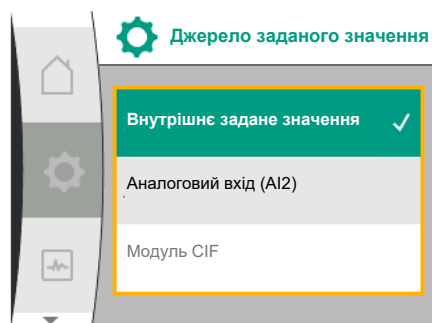 Джерело заданого значення
Внутрішнє задане значення
Аналоговий вхід (AI2)
Модуль CIF